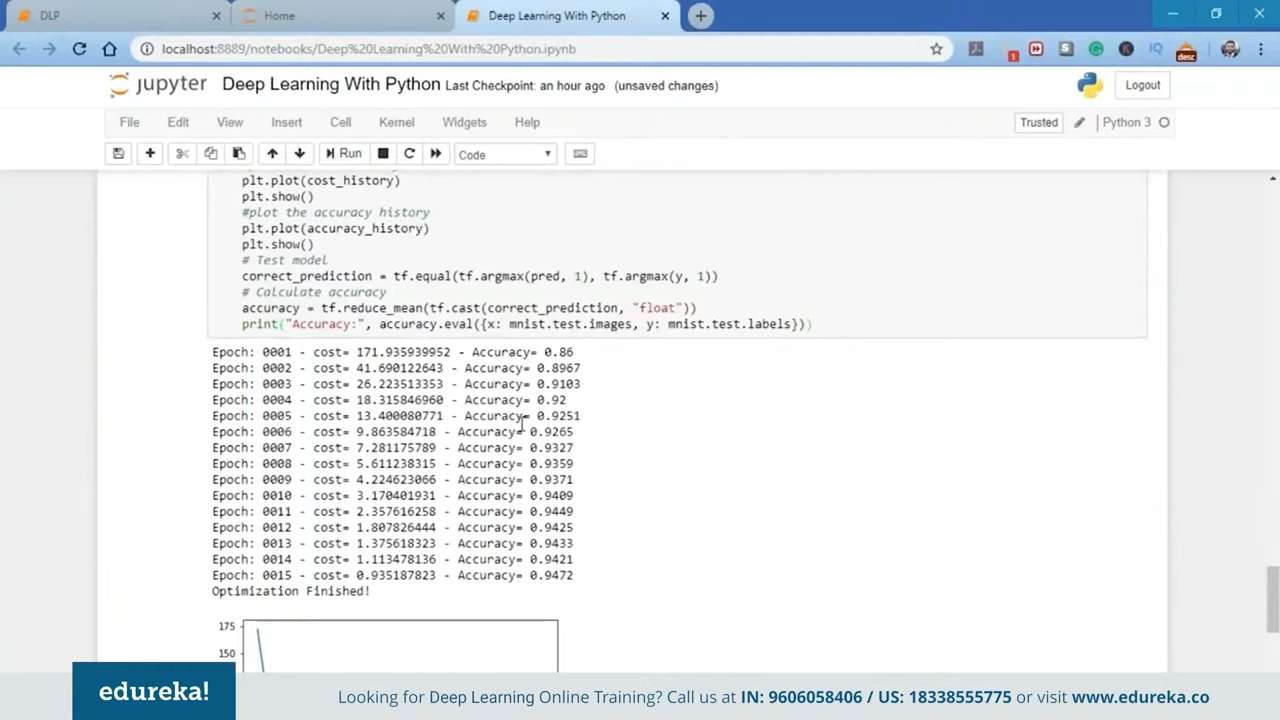 DLP
Home
Deep Learning With Python
localhost:8889/notebooks/Deep%20Learning%20With%20Python.ipynb
1
S
K
IQ
desc
jupyter Deep Learning With Python Last Checkpoint: an hour ago (unsaved changes)
Logout
File Edit View Insert Cell Kernel Widgets Help
Trusted
Python 3
Run
Code
plt.plot(cost_history)
plt.show()
#plot the accuracy history
plt.plot(accuracy_history)
plt.show()
# Test model
correct_prediction = tf.equal(tf.argmax(pred, 1), tf.argmax(y, 1))
# Calculate accuracy
accuracy = tf.reduce_mean(tf.cast(correct_prediction, "float"))
print("Accuracy:", accuracy.eval({x: mnist.test.images, y: mnist.test.labels}))
Epoch: 0001 - cost= 171.935939952 - Accuracy= 0.86
Epoch: 0002 - cost= 41.690122643 - Accuracy= 0.8967
Epoch: 0003 - cost= 26.223513353 - Accuracy= 0.9103
Epoch: 0004 - cost= 18.315846960 - Accuracy= 0.92
Epoch: 0005 - cost= 13.400080771 - Accuracy= 0.9251
Epoch: 0006 - cost= 9.863584718 - Accuracy= 0.9265
Epoch: 0007 - cost= 7.281175789 - Accuracy= 0.9327
Epoch: 0008 - cost= 5.611238315 - Accuracy= 0.9359
Epoch: 0009 - cost= 4.224623066 - Accuracy= 0.9371
Epoch: 0010 - cost= 3.170401931 - Accuracy= 0.9409
Epoch: 0011 - cost= 2.357616258 - Accuracy= 0.9449
Epoch: 0012 - cost= 1.807826444 - Accuracy= 0.9425
Epoch: 0013 - cost= 1.375618323 - Accuracy= 0.9433
Epoch: 0014 - cost= 1.113478136 - Accuracy= 0.9421
Epoch: 0015 - cost= 0.935187823 - Accuracy= 0.9472
Optimization Finished!
175
150
edureka!
Looking for Deep Learning Online Training? Call us at IN: 9606058406 / US: 18338555775 or visit www.edureka.co